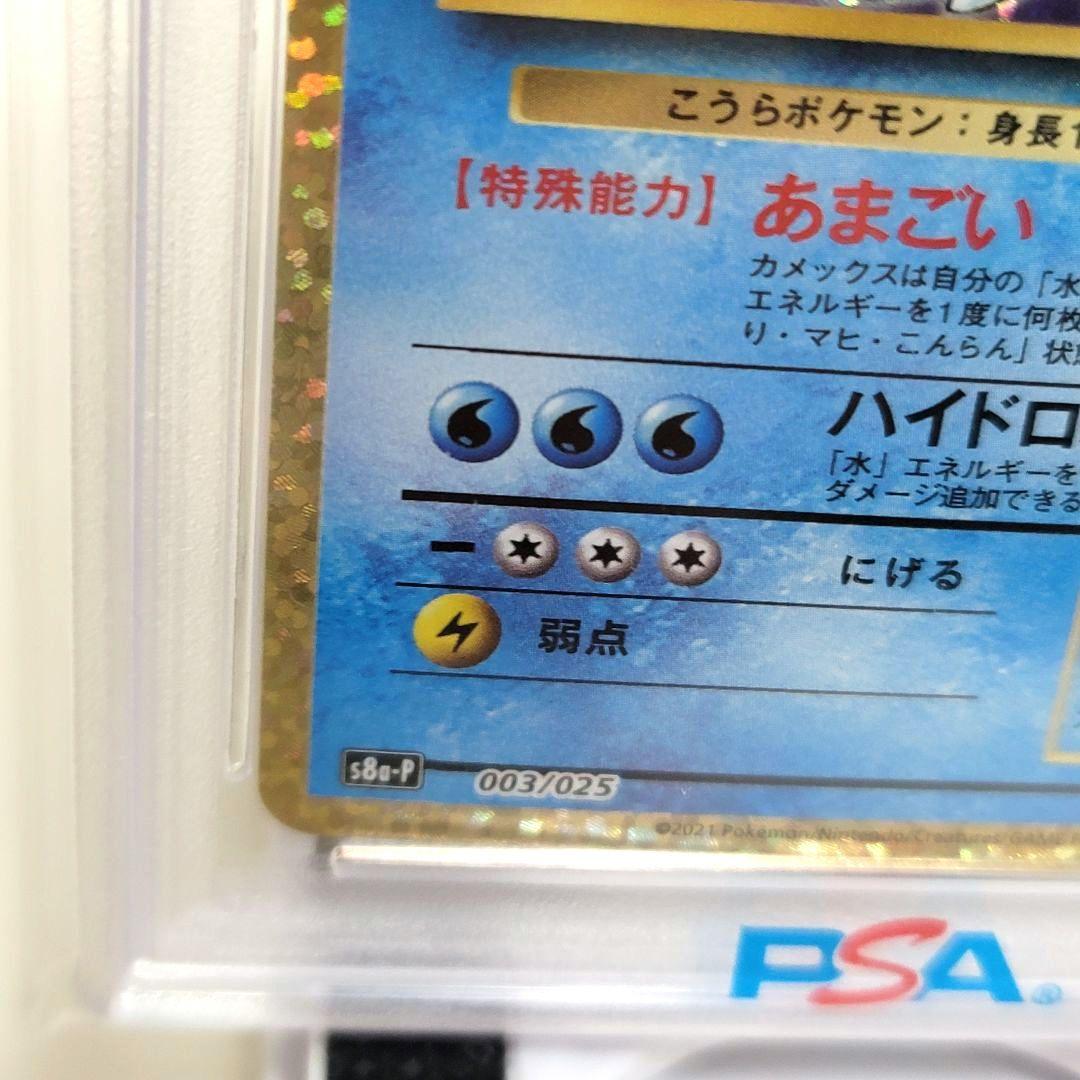 こうらポケモン：身長
【特殊能力】 あまごい
カメックスは自分の「水
エネルギーを1度に何枚
り・マヒ・こんらん」状態
ハイドロ
「水」エネルギーを
ダメージ追加できる
ー にげる
弱点
s8a-P 003/025
©2021 Pokémon/Nintendo/Creatures/GAME F
PSA®